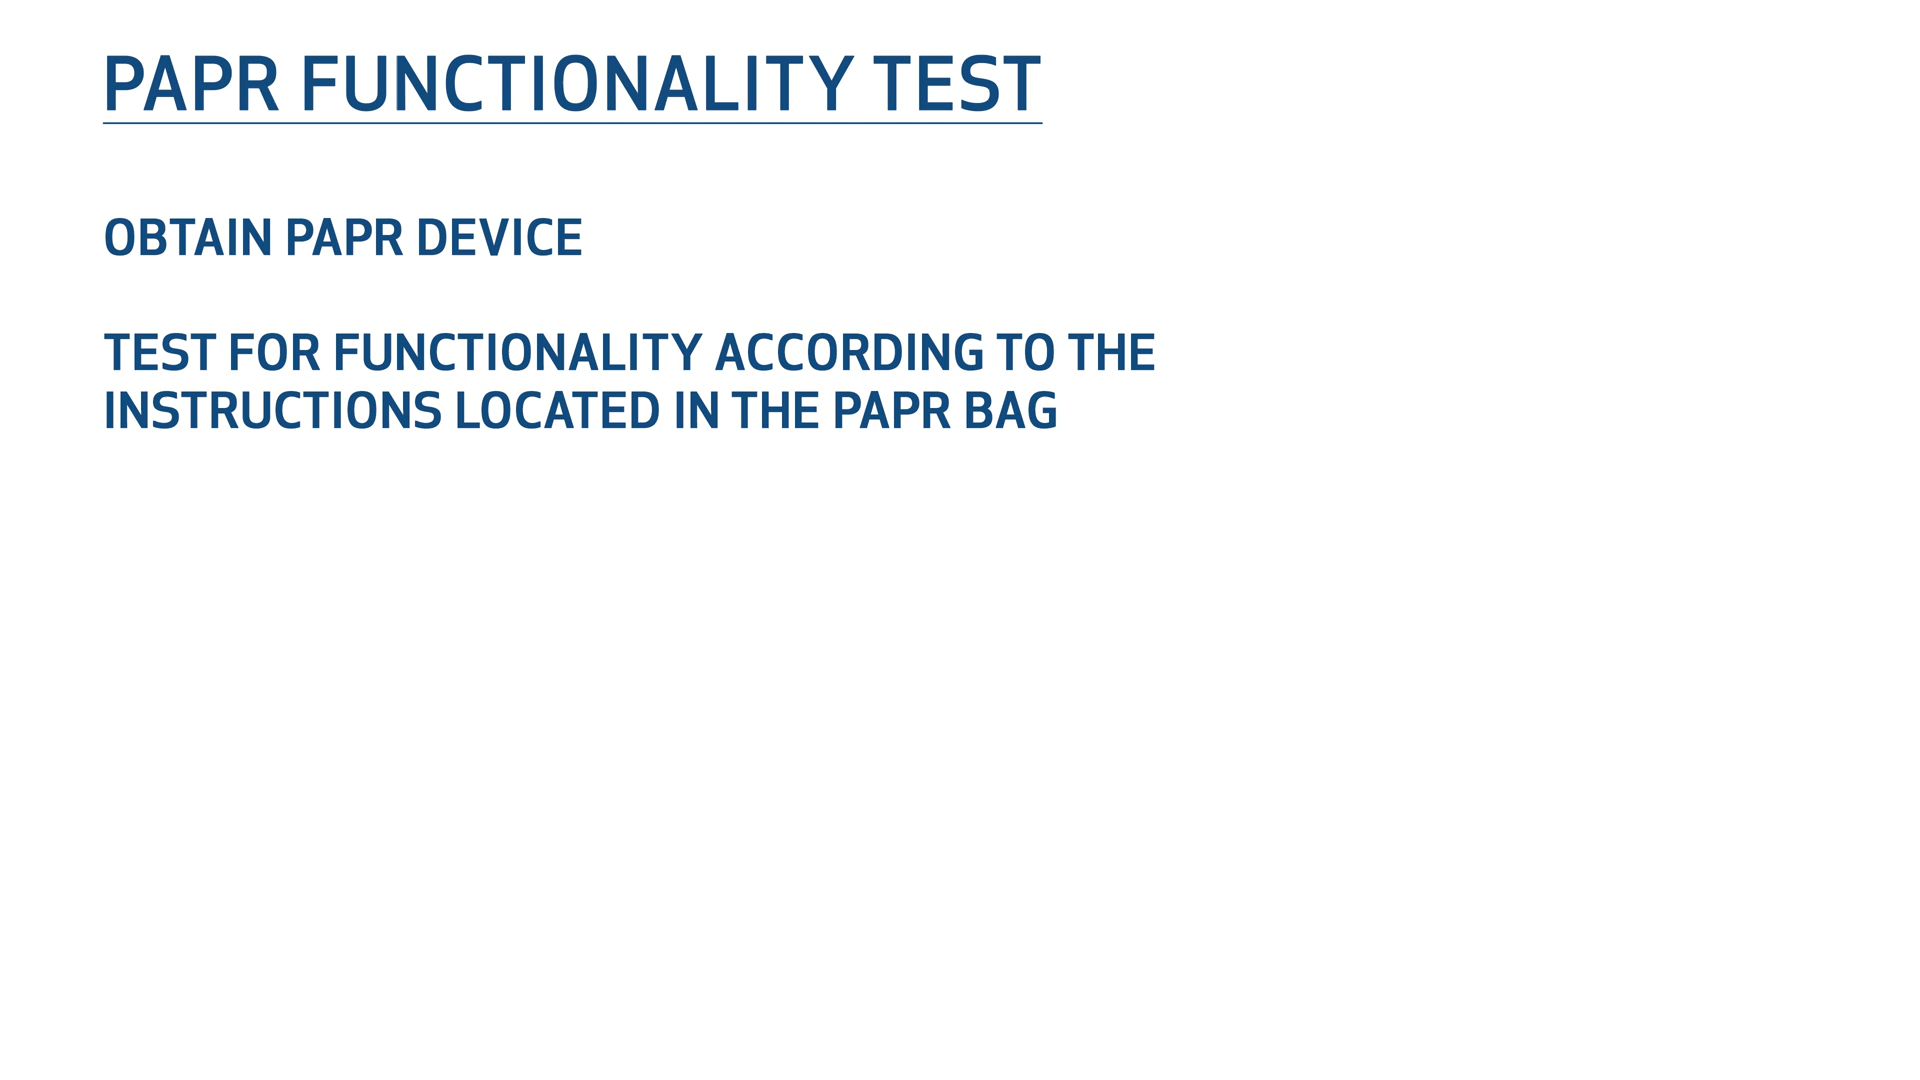 PAPR FUNCTIONALITY TEST
OBTAIN PAPR DEVICE
TEST FOR FUNCTIONALITY ACCORDING TO THE
INSTRUCTIONS LOCATED IN THE PAPR BAG